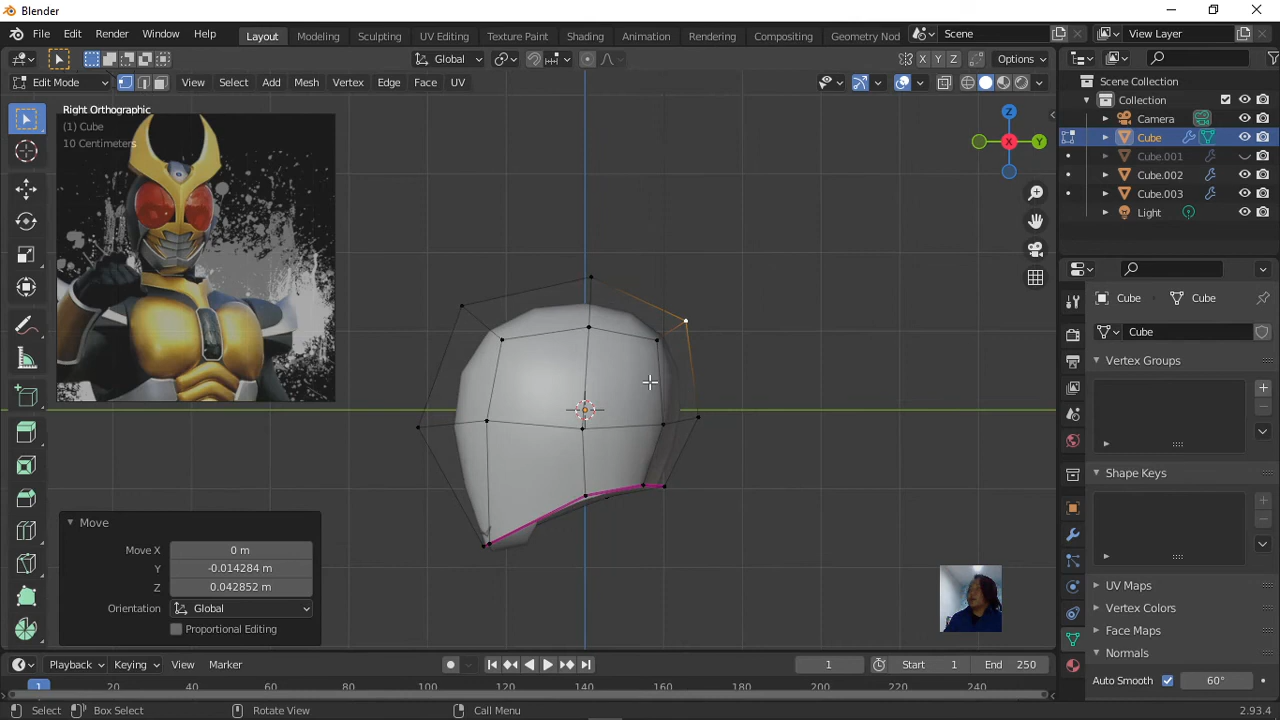 Blender
File Edit Render Window Help
Layout Modeling Sculpting UV Editing Texture Paint Shading Animation Rendering Compositing Geometry Nod
Scene
View Layer
Global
X Y Z
Options
Edit Mode
View Select Add Mesh Vertex Edge Face UV
Right Orthographic
(1) Cube
10 Centimeters
Z
X
Y
Scene Collection
Collection
Camera
Cube
Cube.001
Cube.002
Cube.003
Light
Cube Cube
Cube
Vertex Groups
Shape Keys
UV Maps
Vertex Colors
Face Maps
Normals
Auto Smooth 60°
Move
Move X 0 m
Y -0.014284 m
Z 0.042852 m
Orientation Global
Proportional Editing
Playback Keying View Marker
1
Start 1
End 250
1 20 40 60 80 100 120 140 160 180 200 220 240
Select Box Select Rotate View Call Menu
2.93.4